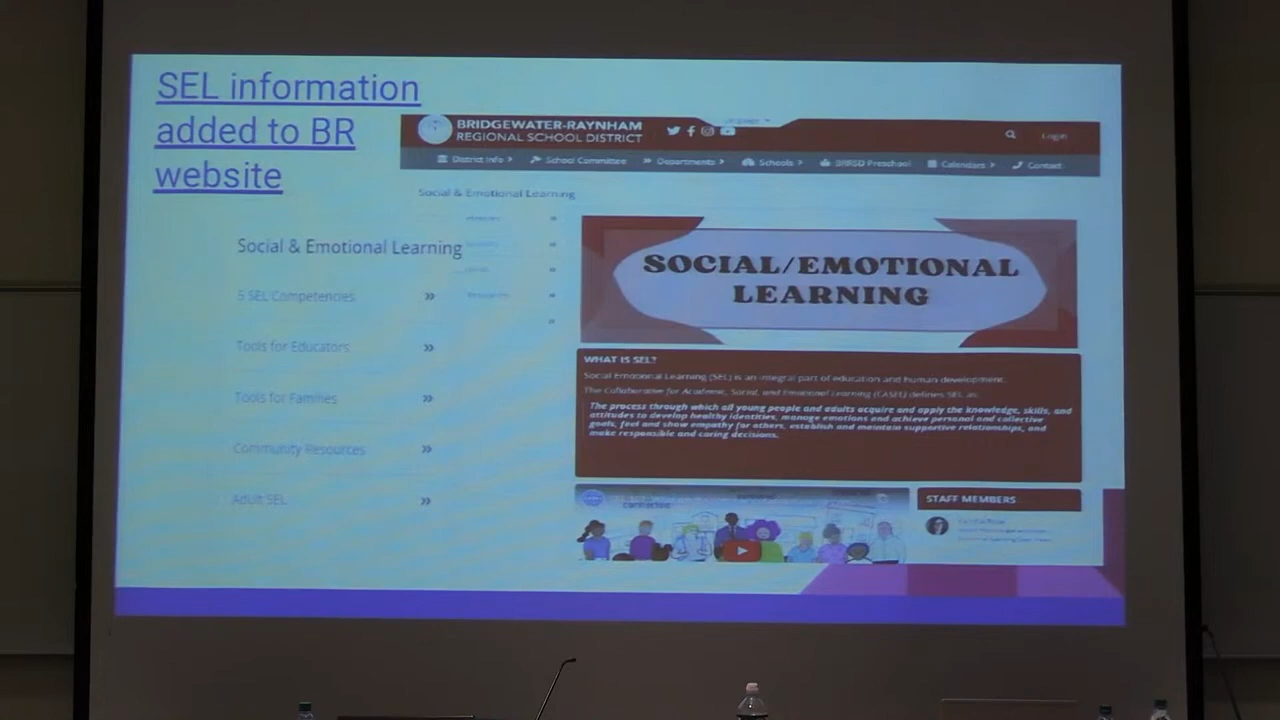 SEL information
added to BR
website
BRIDGEWATER-RAYNHAM
REGIONAL SCHOOL DISTRICT
Login
District Info
School Committee
Departments
Schools
BRRSD Preschool
Calendars
Contact
Social & Emotional Learning
Social & Emotional Learning
5 SEL Competencies
Tools for Educators
Tools for Families
Community Resources
Adult SEL
SOCIAL/EMOTIONAL
LEARNING
WHAT IS SEL?
Social Emotional Learning (SEL) is an integral part of education and human development.
The Collaborative for Academic, Social, and Emotional Learning (CASEL) defines SEL as:
The process through which all young people and adults acquire and apply the knowledge, skills, and
attitudes to develop healthy identities, manage emotions and achieve personal and collective
goals, feel and show empathy for others, establish and maintain supportive relationships, and
make responsible and caring decisions.
STAFF MEMBERS